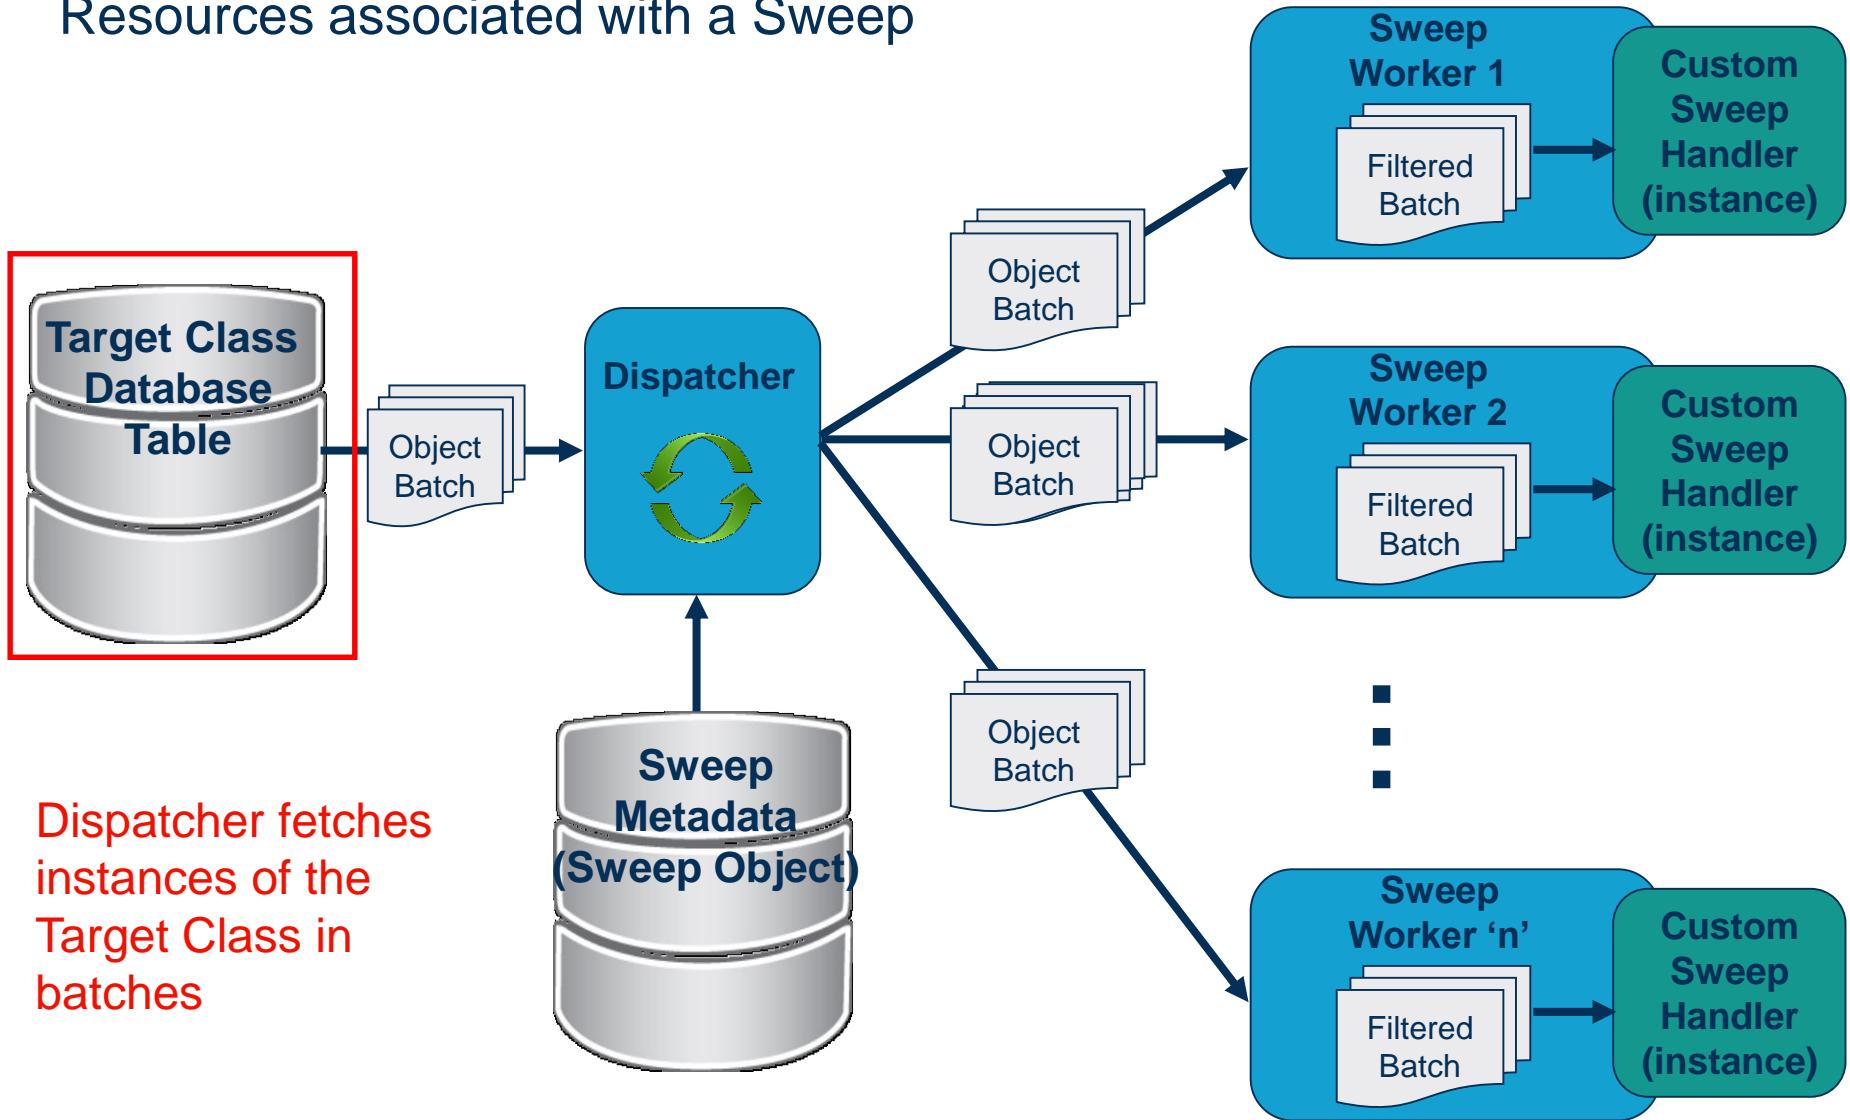 Resources associated with a Sweep
Target Class
Database
Table
Object
Batch
Dispatcher
Sweep
Metadata
(Sweep Object)
Dispatcher fetches
instances of the
Target Class in
batches
Object
Batch
Object
Batch
Object
Batch
Sweep
Worker 1
Filtered
Batch
Custom
Sweep
Handler
(instance)
Sweep
Worker 2
Filtered
Batch
Custom
Sweep
Handler
(instance)
Sweep
Worker ‘n’
Filtered
Batch
Custom
Sweep
Handler
(instance)